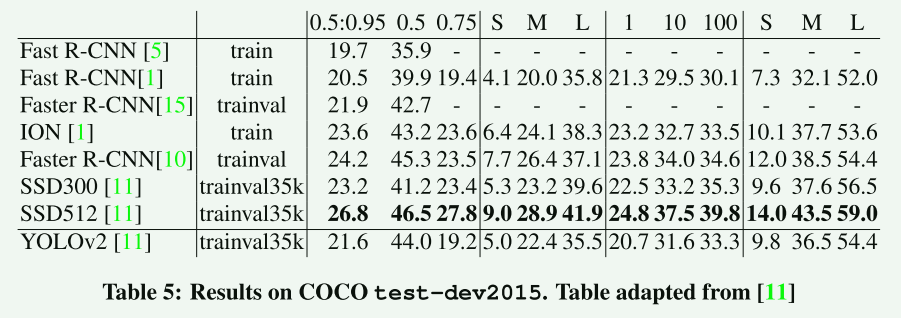 0.5:0.95 0.5 0.75 S M L 1 10 100 S M L
Fast R-CNN [5] train 19.7 35.9 - - - - - - - - - -
Fast R-CNN[1] train 20.5 39.9 19.4 4.1 20.0 35.8 21.3 29.5 30.1 7.3 32.1 52.0
Faster R-CNN[15] trainval 21.9 42.7 - - - - - - - - - -
ION [1] train 23.6 43.2 23.6 6.4 24.1 38.3 23.2 32.7 33.5 10.1 37.7 53.6
Faster R-CNN[10] trainval 24.2 45.3 23.5 7.7 26.4 37.1 23.8 34.0 34.6 12.0 38.5 54.4
SSD300 [11] trainval35k 23.2 41.2 23.4 5.3 23.2 39.6 22.5 33.2 35.3 9.6 37.6 56.5
SSD512 [11] trainval35k 26.8 46.5 27.8 9.0 28.9 41.9 24.8 37.5 39.8 14.0 43.5 59.0
YOLOv2 [11] trainval35k 21.6 44.0 19.2 5.0 22.4 35.5 20.7 31.6 33.3 9.8 36.5 54.4
Table 5: Results on COCO test-dev2015. Table adapted from [11]